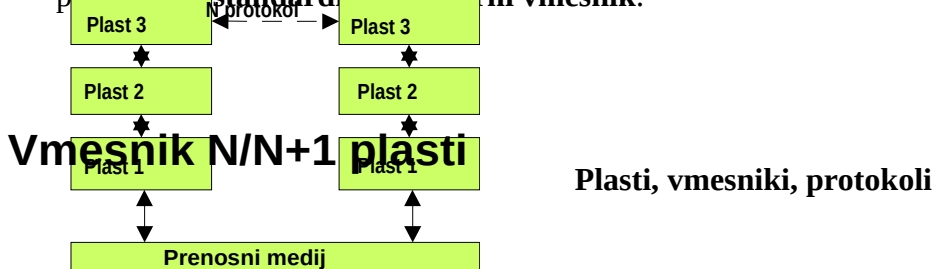 N protokol
Plast 3 Plast 3
Plast 2 Plast 2
Vmesnik N/N+1 plasti
Plast 1 Plast 1
Plasti, vmesniki, protokoli
Prenosni medij